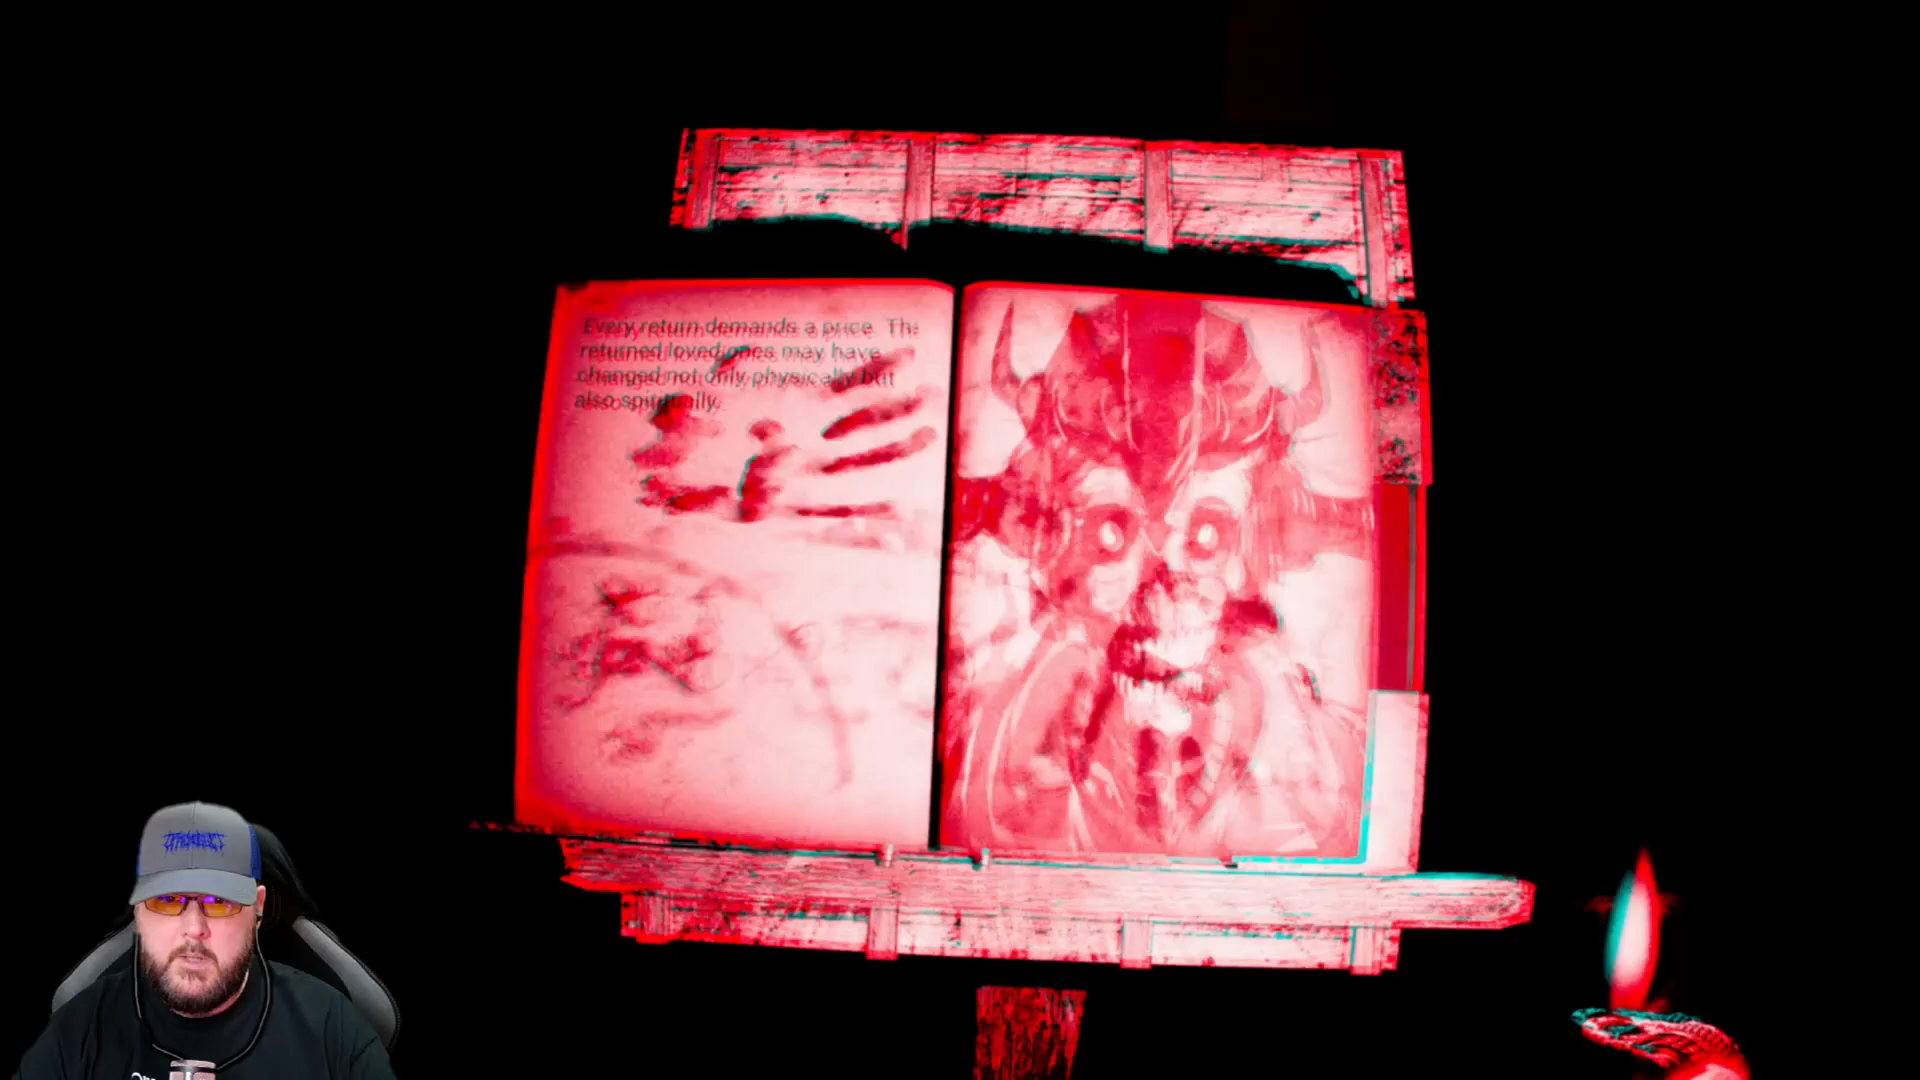 Every return demands a price. The
returned loved ones may have
changed not only physically but
also spiritually.